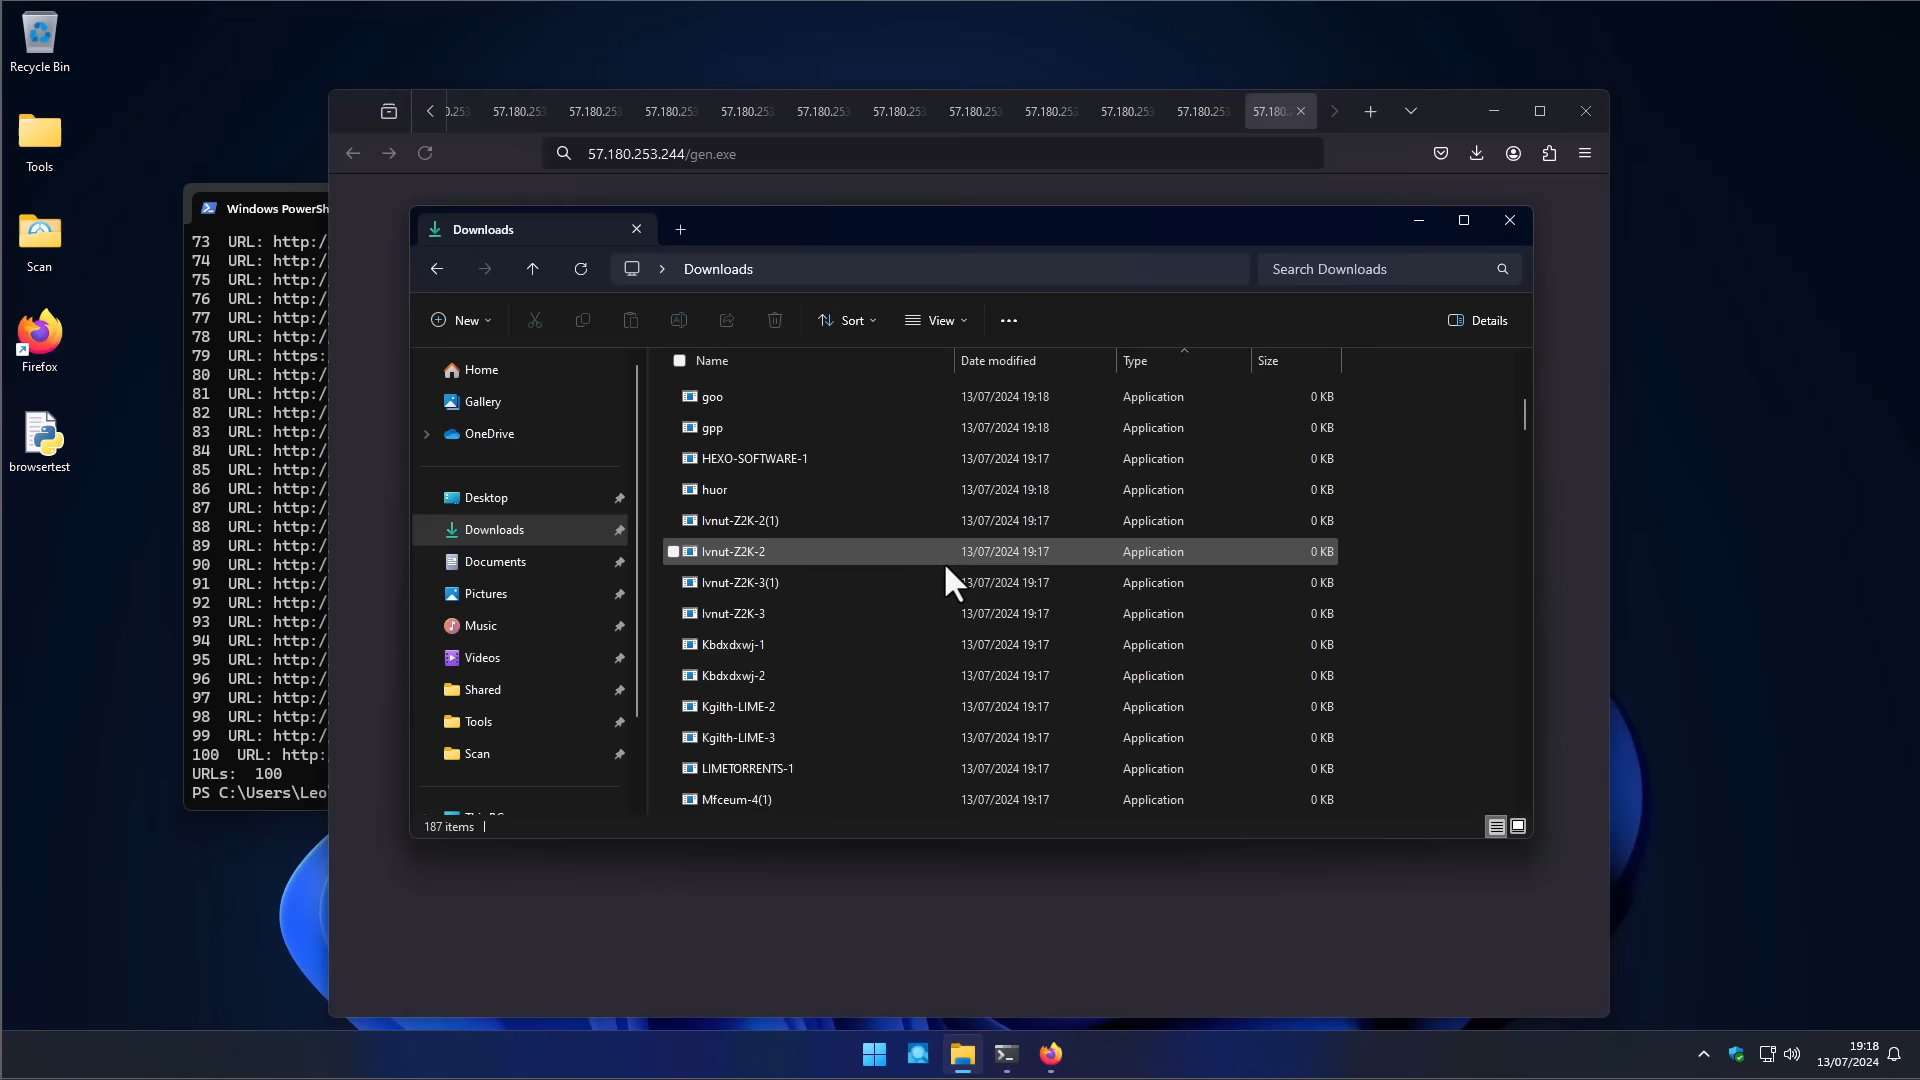 Recycle Bin
Tools
Scan
Firefox
browsertest
Windows PowerSh
73 URL: http:/
74 URL: http:/
75 URL: http:/
76 URL: http:/
77 URL: http:/
78 URL: http:/
79 URL: https:
80 URL: http:/
81 URL: http:/
82 URL: http:/
83 URL: http:/
84 URL: http:/
85 URL: http:/
86 URL: http:/
87 URL: http:/
88 URL: http:/
89 URL: http:/
90 URL: http:/
91 URL: http:/
92 URL: http:/
93 URL: http:/
94 URL: http:/
95 URL: http:/
96 URL: http:/
97 URL: http:/
98 URL: http:/
99 URL: http:/
100 URL: http:
URLs: 100
PS C:\Users\Leo
0.253 57.180.253 57.180.253 57.180.253 57.180.253 57.180.253 57.180.253 57.180.253 57.180.253 57.180.253 57.180.253 57.180.
57.180.253.244/gen.exe
Downloads
Downloads
Search Downloads
New
Sort
View
Details
Home
Gallery
OneDrive
Desktop
Downloads
Documents
Pictures
Music
Videos
Shared
Tools
Scan
Name Date modified Type Size
goo 13/07/2024 19:18 Application 0 KB
gpp 13/07/2024 19:18 Application 0 KB
HEXO-SOFTWARE-1 13/07/2024 19:17 Application 0 KB
huor 13/07/2024 19:18 Application 0 KB
Ivnut-Z2K-2(1) 13/07/2024 19:17 Application 0 KB
Ivnut-Z2K-2 13/07/2024 19:17 Application 0 KB
Ivnut-Z2K-3(1) 13/07/2024 19:17 Application 0 KB
Ivnut-Z2K-3 13/07/2024 19:17 Application 0 KB
Kbdxdxwj-1 13/07/2024 19:17 Application 0 KB
Kbdxdxwj-2 13/07/2024 19:17 Application 0 KB
Kgilth-LIME-2 13/07/2024 19:17 Application 0 KB
Kgilth-LIME-3 13/07/2024 19:17 Application 0 KB
LIMETORRENTS-1 13/07/2024 19:17 Application 0 KB
Mfceum-4(1) 13/07/2024 19:17 Application 0 KB
187 items
19:18
13/07/2024